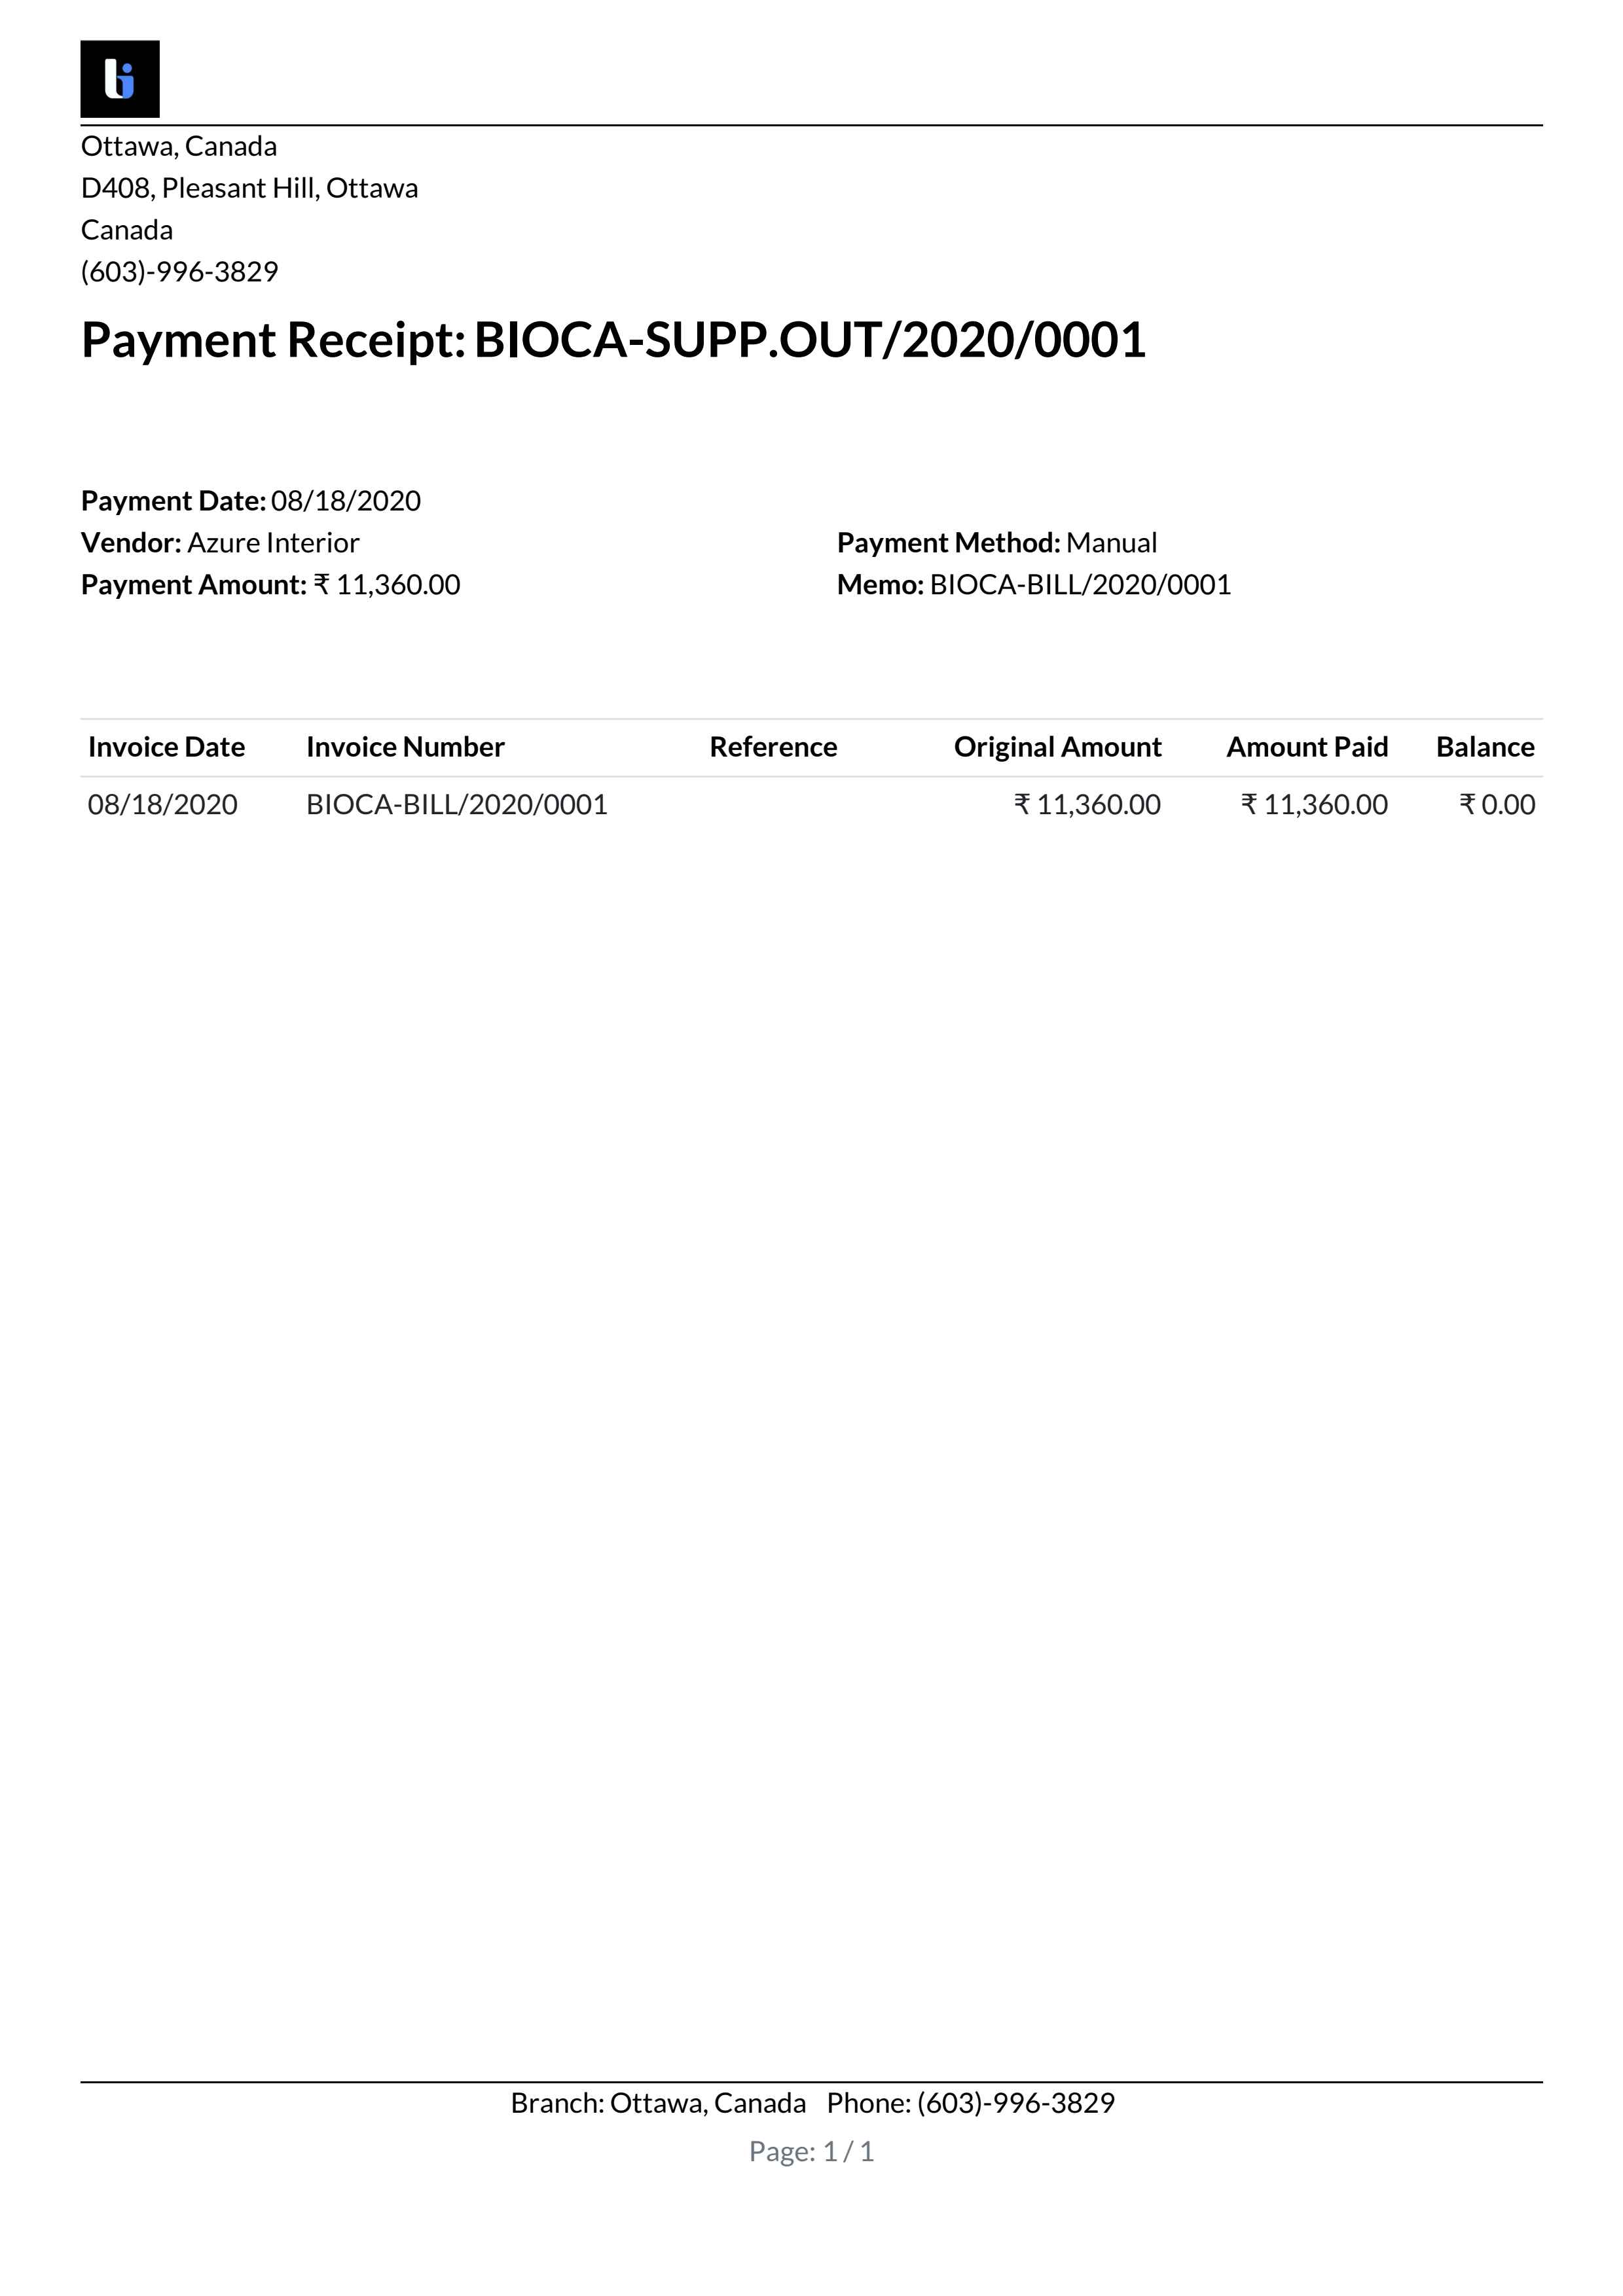 Ottawa, Canada
D408, Pleasant Hill, Ottawa
Canada
(603)-996-3829
Payment Receipt: BIOCA-SUPP.OUT/2020/0001
Payment Date: 08/18/2020
Vendor: Azure Interior Payment Method: Manual
Payment Amount: ₹ 11,360.00 Memo: BIOCA-BILL/2020/0001
Invoice Date Invoice Number Reference Original Amount Amount Paid Balance
08/18/2020 BIOCA-BILL/2020/0001 ₹ 11,360.00 ₹ 11,360.00 ₹ 0.00
Branch: Ottawa, Canada Phone: (603)-996-3829
Page: 1 / 1